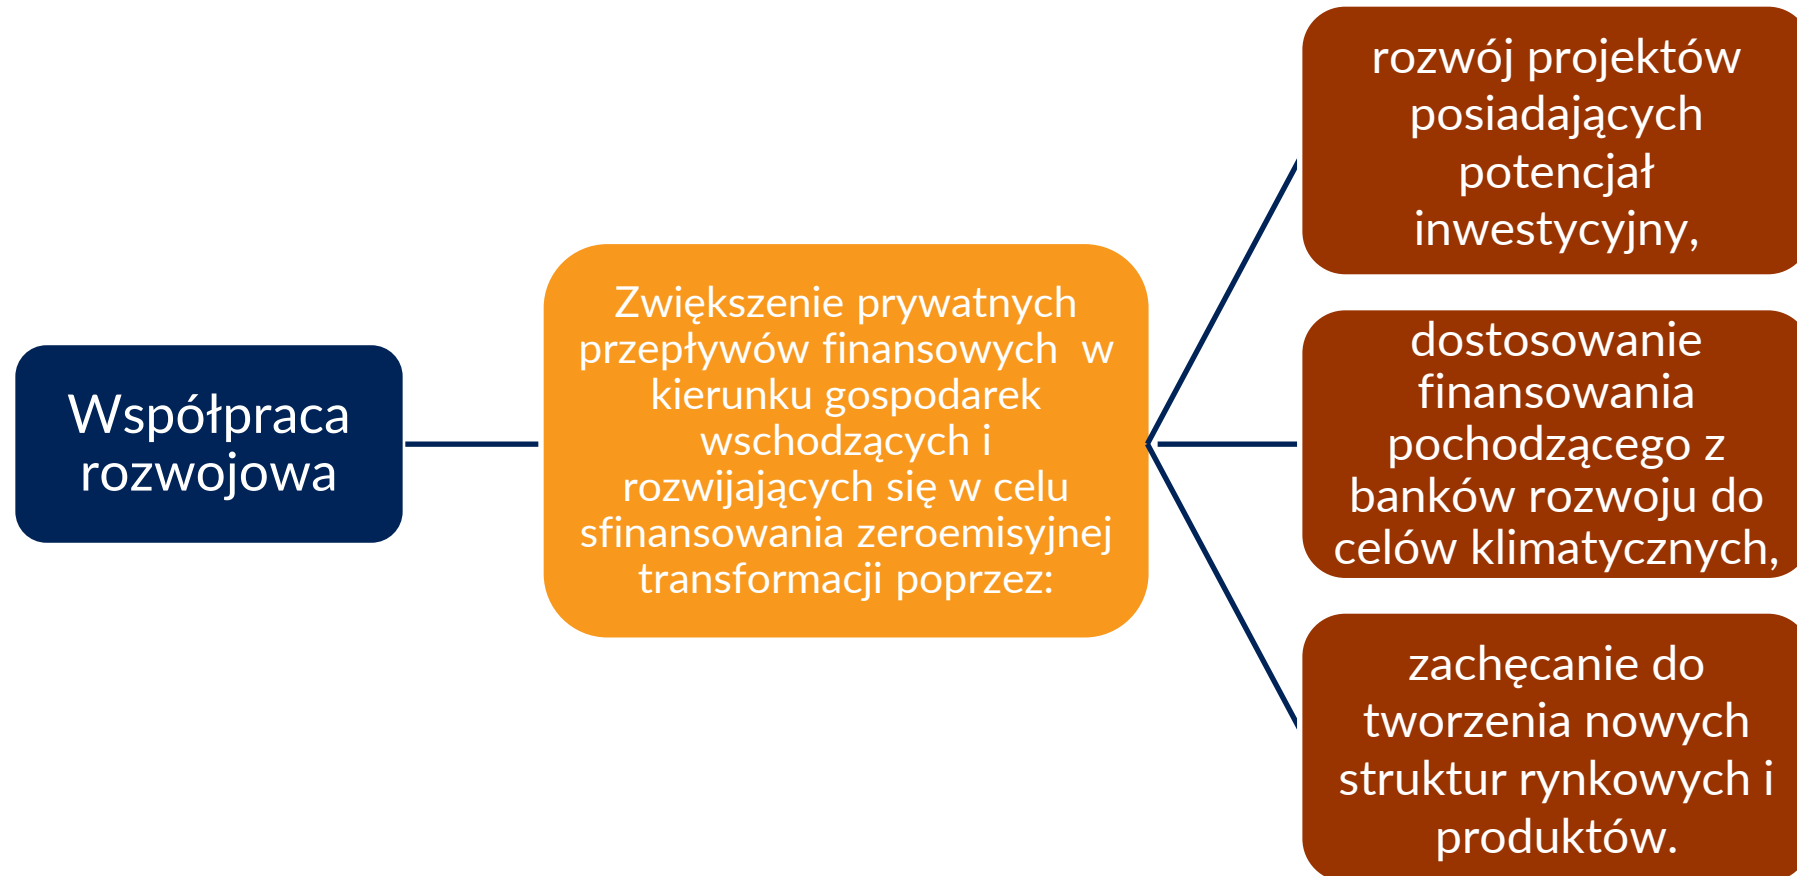 Współpraca
rozwojowa
Zwiększenie prywatnych
przepływów finansowych w
kierunku gospodarek
wschodzących i
rozwijających się w celu
sfinansowania zeroemisyjnej
transformacji poprzez:
rozwój projektów
posiadających
potencjał
inwestycyjny,
dostosowanie
finansowania
pochodzącego z
banków rozwoju do
celów klimatycznych,
zachęcanie do
tworzenia nowych
struktur rynkowych i
produktów.